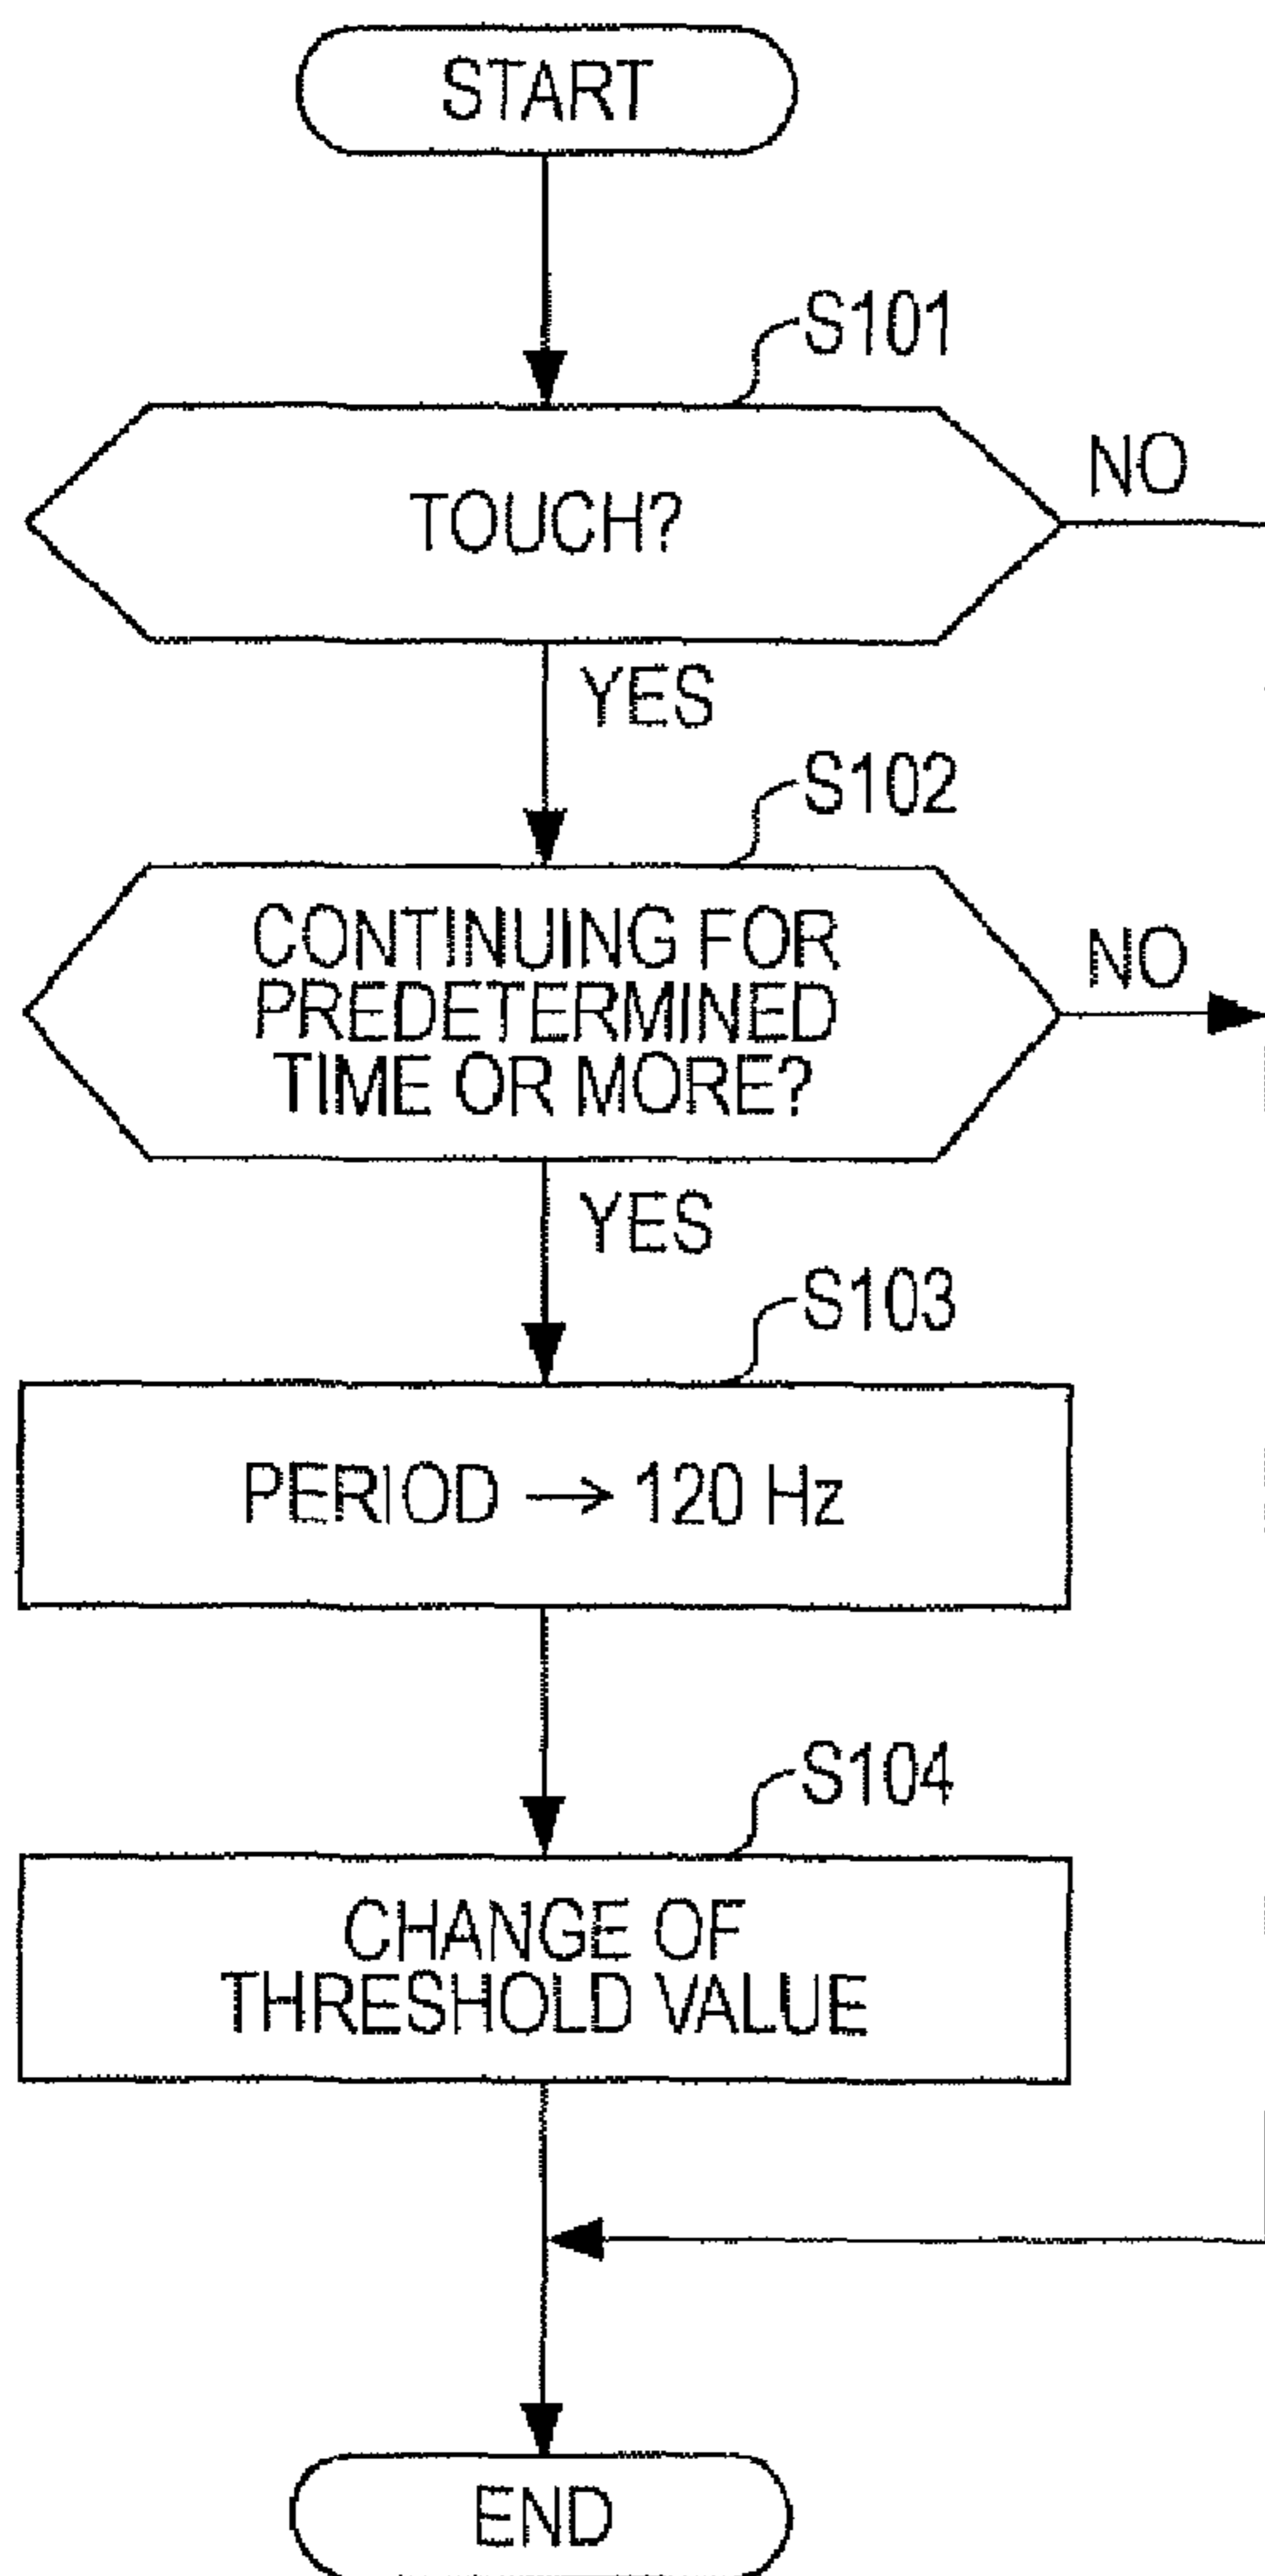 START
S101
TOUCH?
NO
YES
S102
CONTINUING FOR
PREDETERMINED
TIME OR MORE?
NO
YES
S103
PERIOD → 120 Hz
S104
CHANGE OF
THRESHOLD VALUE
END